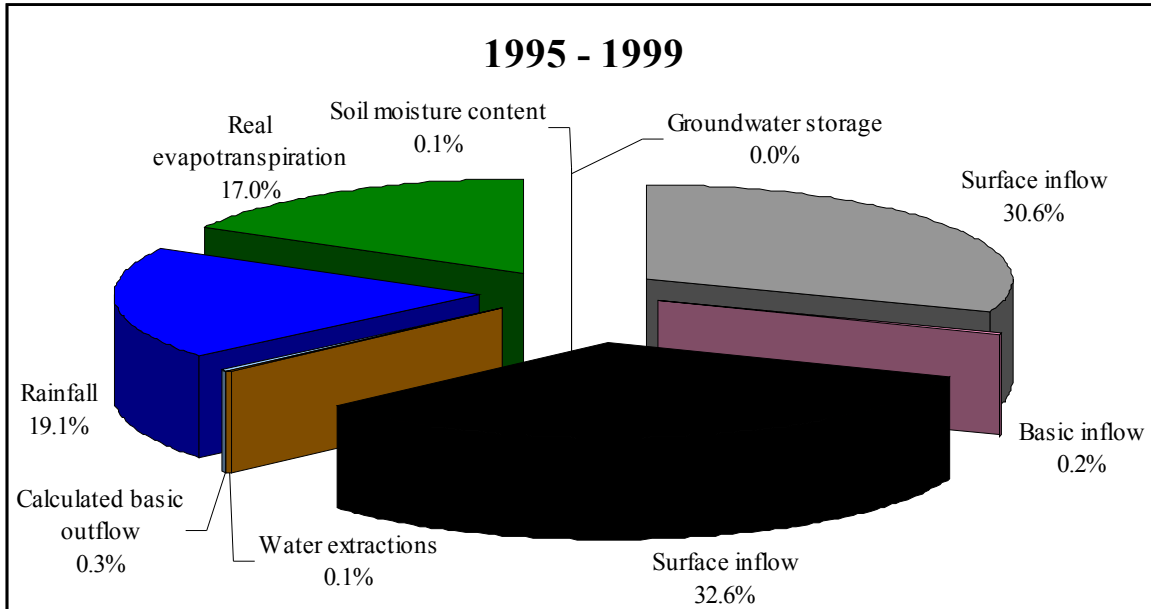 1995 - 1999
Soil moisture content
0.1%
Groundwater storage
0.0%
Real
evapotranspiration
17.0%
Surface inflow
30.6%
Rainfall
19.1%
Basic inflow
0.2%
Calculated basic
outflow
0.3%
Water extractions
0.1%
Surface inflow
32.6%